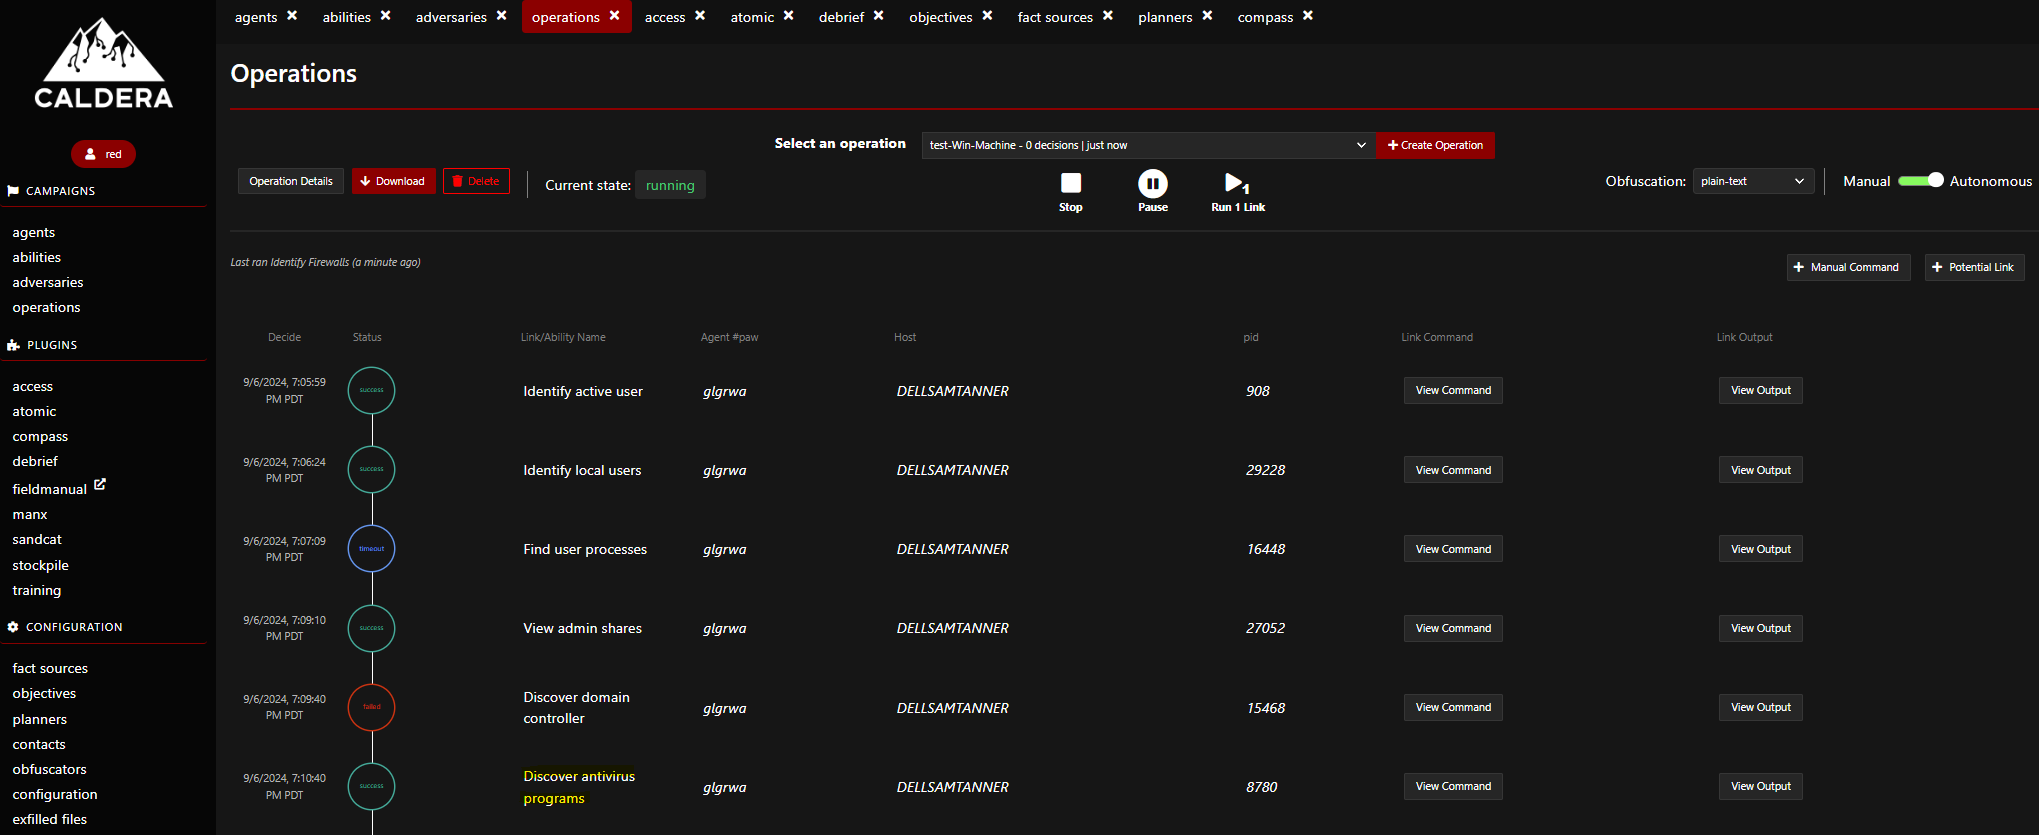 agents ✕ abilities ✕ adversaries ✕ operations ✕ access ✕ atomic ✕ debrief ✕ objectives ✕ fact sources ✕ planners ✕ compass ✕
CALDERA
red
CAMPAIGNS
agents
abilities
adversaries
operations
PLUGINS
access
atomic
compass
debrief
fieldmanual
manx
sandcat
stockpile
training
CONFIGURATION
fact sources
objectives
planners
contacts
obfuscators
configuration
exfilled files
Operations
Select an operation test-Win-Machine - 0 decisions | just now + Create Operation
Operation Details Download Delete Current state: running
Stop Pause 1 Run 1 Link
Obfuscation: plain-text Manual Autonomous
Last ran Identify Firewalls (a minute ago)
+ Manual Command + Potential Link
Decide Status Link/Ability Name Agent #paw Host pid Link Command Link Output
9/6/2024, 7:05:59
PM PDT
success Identify active user glgrwa DELLSAMTANNER 908 View Command View Output
9/6/2024, 7:06:24
PM PDT
success Identify local users glgrwa DELLSAMTANNER 29228 View Command View Output
9/6/2024, 7:07:09
PM PDT
timeout Find user processes glgrwa DELLSAMTANNER 16448 View Command View Output
9/6/2024, 7:09:10
PM PDT
success View admin shares glgrwa DELLSAMTANNER 27052 View Command View Output
9/6/2024, 7:09:40
PM PDT
failed Discover domain
controller
glgrwa DELLSAMTANNER 15468 View Command View Output
9/6/2024, 7:10:40
PM PDT
success Discover antivirus
programs
glgrwa DELLSAMTANNER 8780 View Command View Output